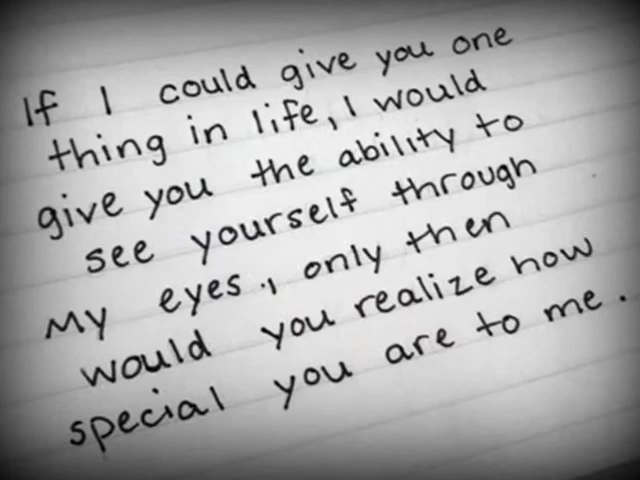 If I could give you one
thing in life, I would
give you the ability to
see yourself through
my eyes., only then
would you realize how
special you are to me.